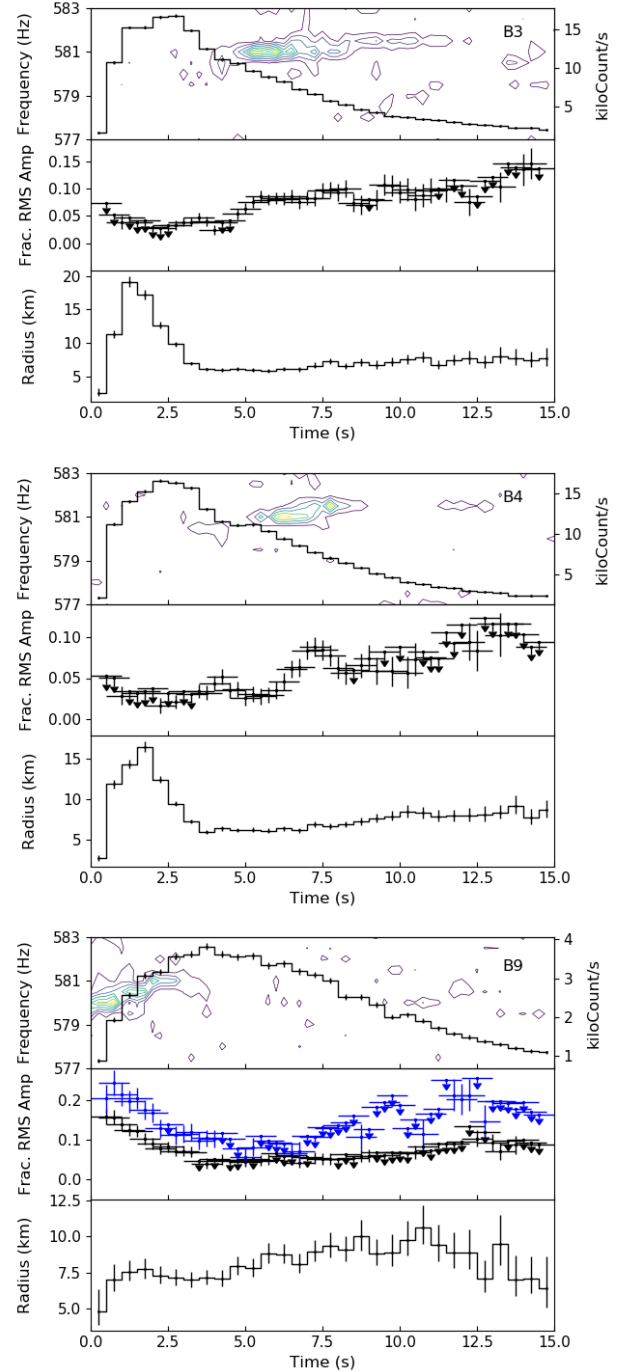 583
581
579
577
Frequency (Hz)
B3
15
10
5
kiloCount/s
0.15
0.10
0.05
0.00
Frac. RMS Amp
20
15
10
5
Radius (km)
0.0 2.5 5.0 7.5 10.0 12.5 15.0
Time (s)
583
581
579
577
Frequency (Hz)
B4
15
10
5
kiloCount/s
0.10
0.05
0.00
Frac. RMS Amp
15
10
5
Radius (km)
0.0 2.5 5.0 7.5 10.0 12.5 15.0
Time (s)
583
581
579
577
Frequency (Hz)
B9
4
3
2
1
kiloCount/s
0.2
0.1
0.0
Frac. RMS Amp
12.5
10.0
7.5
5.0
Radius (km)
0.0 2.5 5.0 7.5 10.0 12.5 15.0
Time (s)